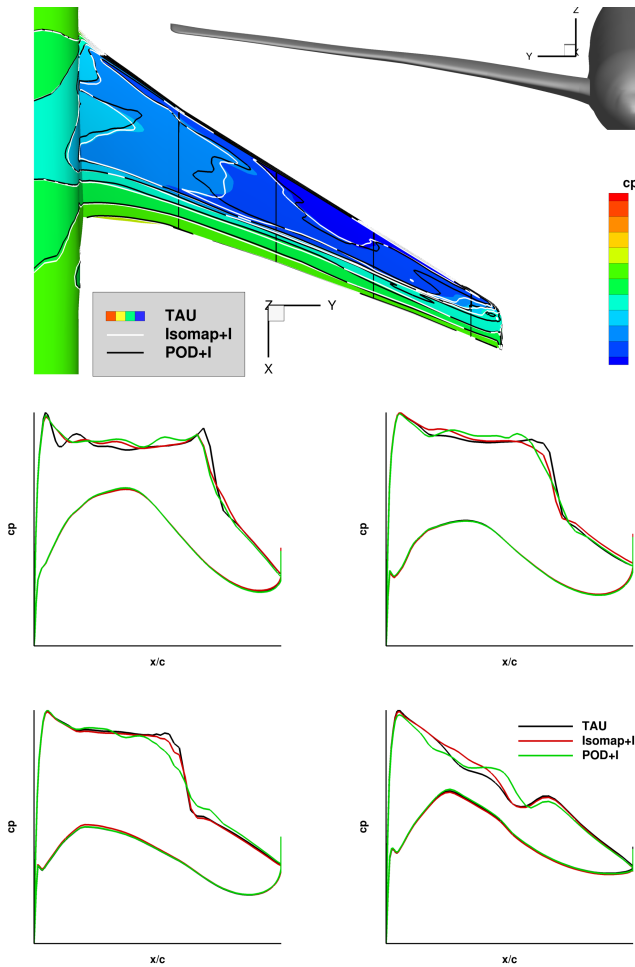 Z
Y
X
cp
TAU
Isomap+I
POD+I
Z
Y
X
cp
x/c
cp
x/c
cp
x/c
TAU
Isomap+I
POD+I
cp
x/c